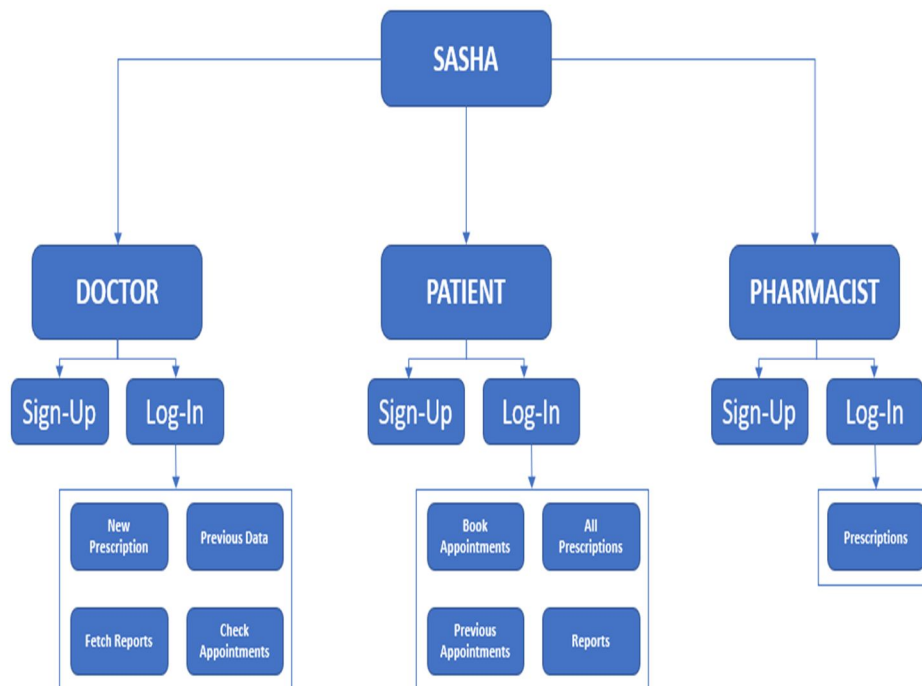 SASHA
DOCTOR
PATIENT
PHARMACIST
Sign-Up
Log-In
Sign-Up
Log-In
Sign-Up
Log-In
New
Prescription
Previous Data
Fetch Reports
Check
Appointments
Book
Appointments
All
Prescriptions
Previous
Appointments
Reports
Prescriptions